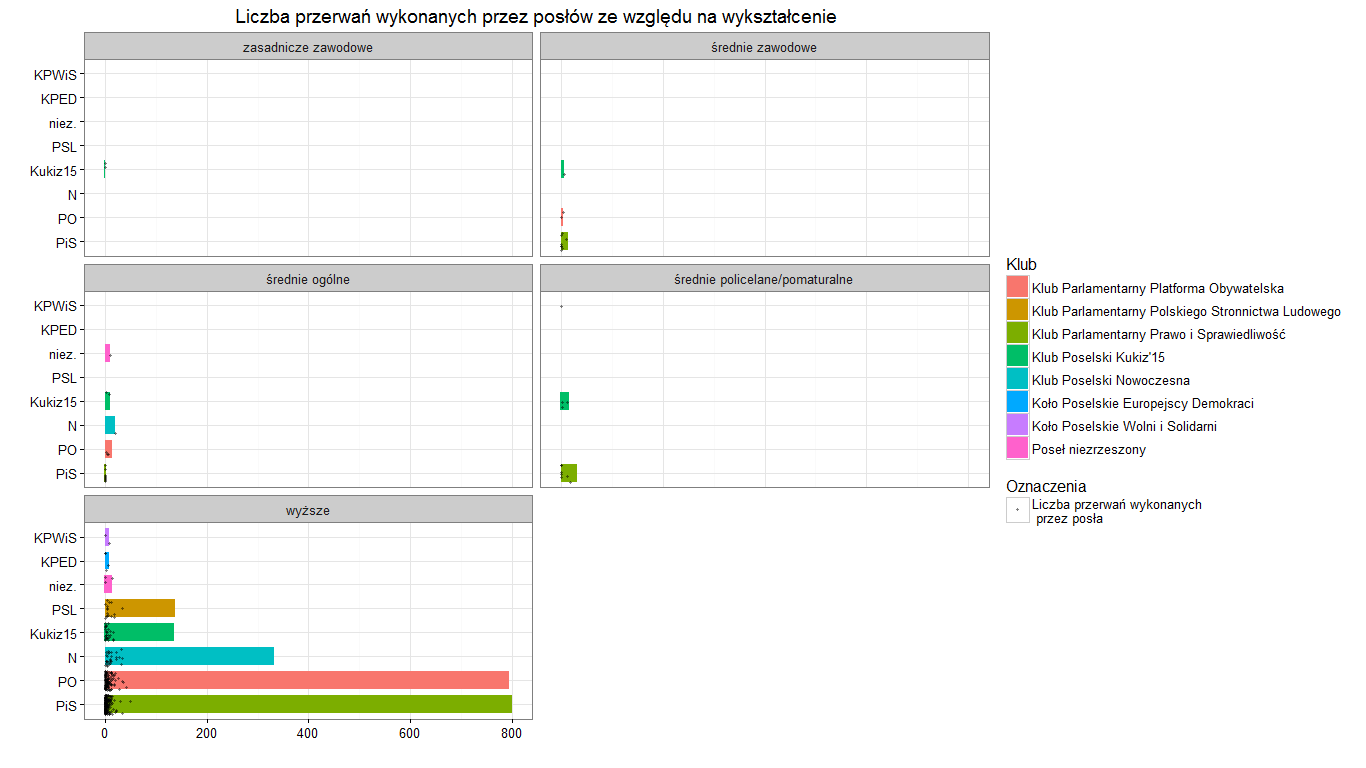 Liczba przerwań wykonanych przez posłów ze względu na wykształcenie
zasadnicze zawodowe
średnie zawodowe
KPWiS
KPED
niez.
PSL
Kukiz15
N
PO
PiS
średnie ogólne
średnie policelane/pomaturalne
KPWiS
KPED
niez.
PSL
Kukiz15
N
PO
PiS
wyższe
KPWiS
KPED
niez.
PSL
Kukiz15
N
PO
PiS
0 200 400 600 800
Klub
Klub Parlamentarny Platforma Obywatelska
Klub Parlamentarny Polskiego Stronnictwa Ludowego
Klub Parlamentarny Prawo i Sprawiedliwość
Klub Poselski Kukiz'15
Klub Poselski Nowoczesna
Koło Poselskie Europejscy Demokraci
Koło Poselskie Wolni i Solidarni
Poseł niezrzeszony
Oznaczenia
Liczba przerwań wykonanych
przez posła